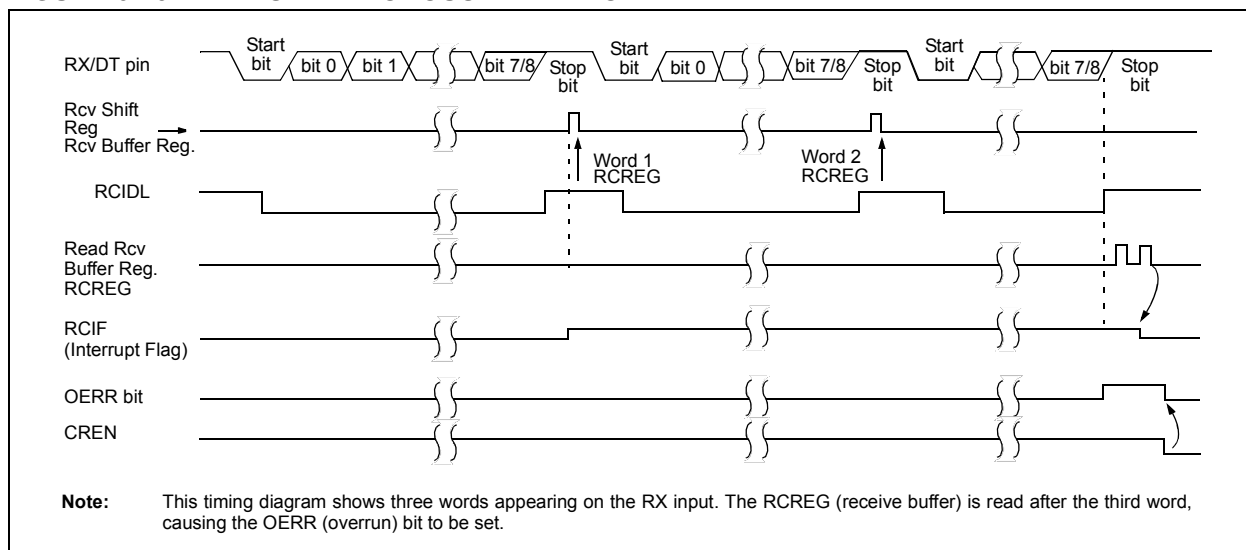 RX/DT pin
Start
bit
bit 0
bit 1
bit 7/8
Stop
bit
Start
bit
bit 0
bit 7/8
Stop
bit
Start
bit
bit 7/8
Stop
bit
Rcv Shift
Reg
Rcv Buffer Reg.
Word 1
RCREG
Word 2
RCREG
RCIDL
Read Rcv
Buffer Reg.
RCREG
RCIF
(Interrupt Flag)
OERR bit
CREN
Note: This timing diagram shows three words appearing on the RX input. The RCREG (receive buffer) is read after the third word,
causing the OERR (overrun) bit to be set.